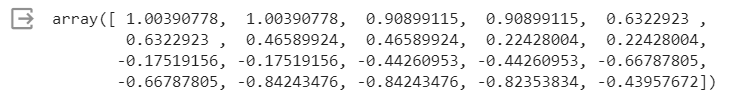 array([ 1.00390778, 1.00390778, 0.90899115, 0.90899115, 0.6322923 ,
0.6322923 , 0.46589924, 0.46589924, 0.22428004, 0.22428004,
-0.17519156, -0.17519156, -0.44260953, -0.44260953, -0.66787805,
-0.66787805, -0.84243476, -0.84243476, -0.82353834, -0.43957672])